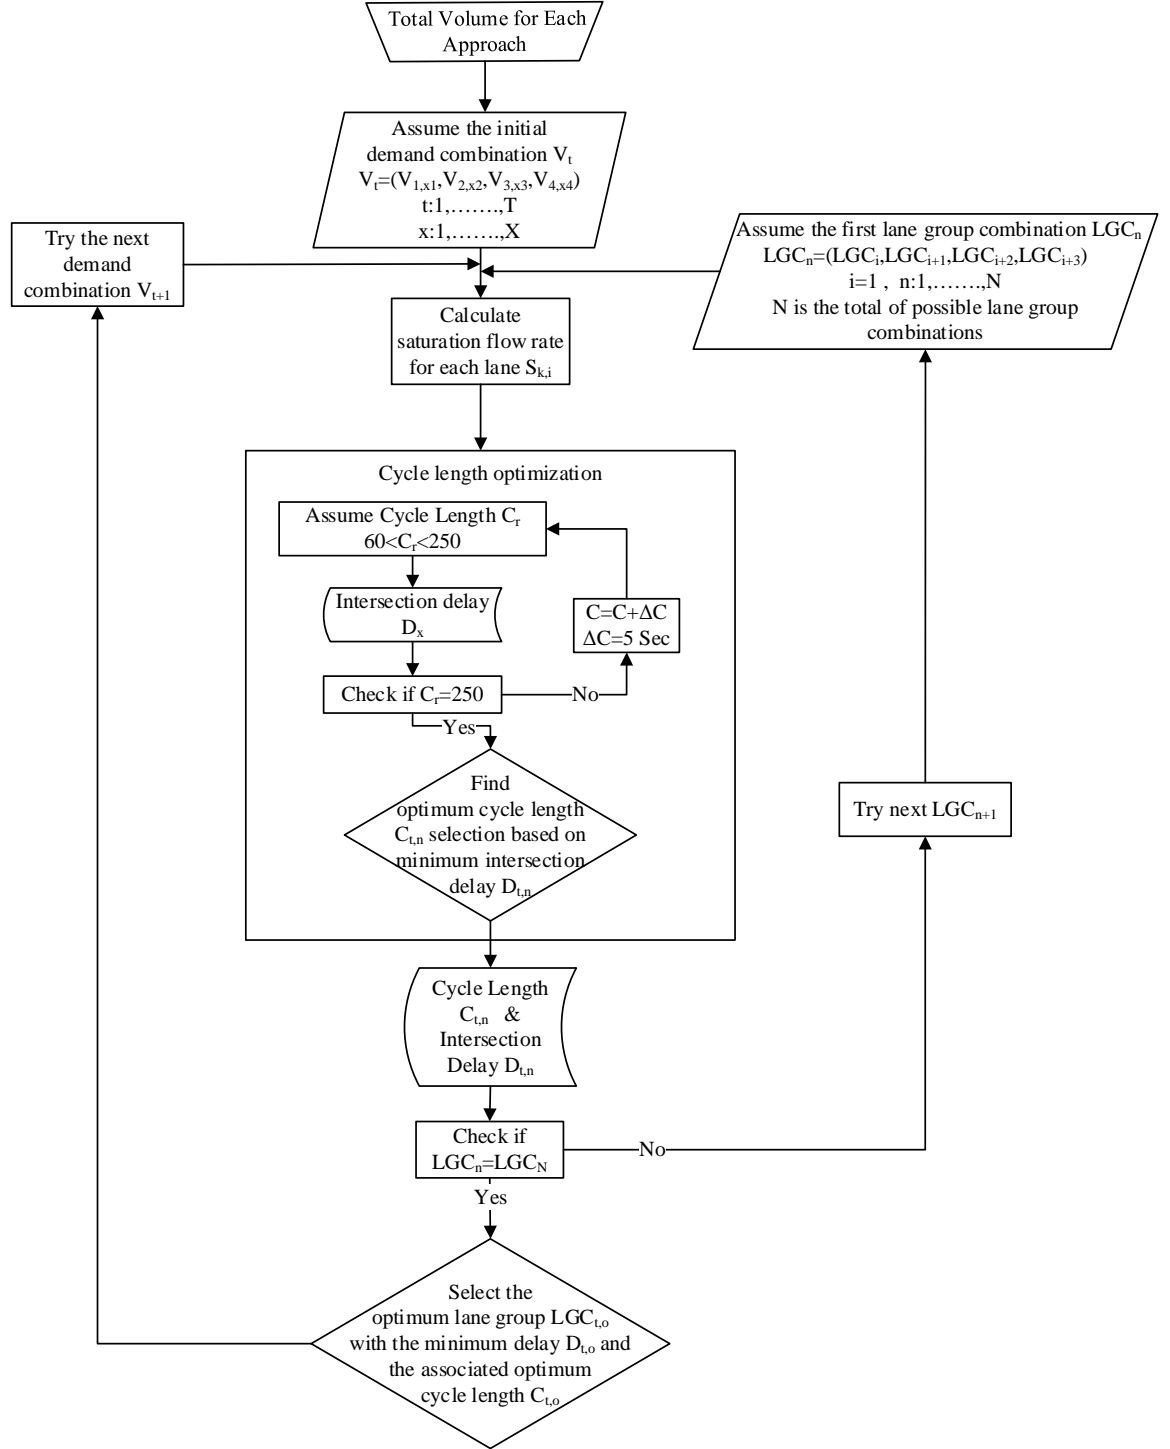 Total Volume for Each
Approach
Assume the initial
demand combination Vₜ
Vₜ=(V₁,ₓ₁,V₂,ₓ₂,V₃,ₓ₃,V₄,ₓ₄)
t:1,…….,T
x:1,…….,X
Try the next
demand
combination Vₜ₊₁
Assume the first lane group combination LGCₙ
LGCₙ=(LGCᵢ,LGCᵢ₊₁,LGCᵢ₊₂,LGCᵢ₊₃)
i=1 , n:1,…….,N
N is the total of possible lane group
combinations
Calculate
saturation flow rate
for each lane Sₖ,ᵢ
Cycle length optimization
Assume Cycle Length Cᵣ
60<Cᵣ<250
Intersection delay
Dₓ
C=C+ΔC
ΔC=5 Sec
Check if Cᵣ=250
No
Yes
Find
optimum cycle length
Cₜ,ₙ selection based on
minimum intersection
delay Dₜ,ₙ
Try next LGCₙ₊₁
Cycle Length
Cₜ,ₙ &
Intersection
Delay Dₜ,ₙ
Check if
LGCₙ=LGC_N
No
Yes
Select the
optimum lane group LGCₜ,ₒ
with the minimum delay Dₜ,ₒ and
the associated optimum
cycle length Cₜ,ₒ